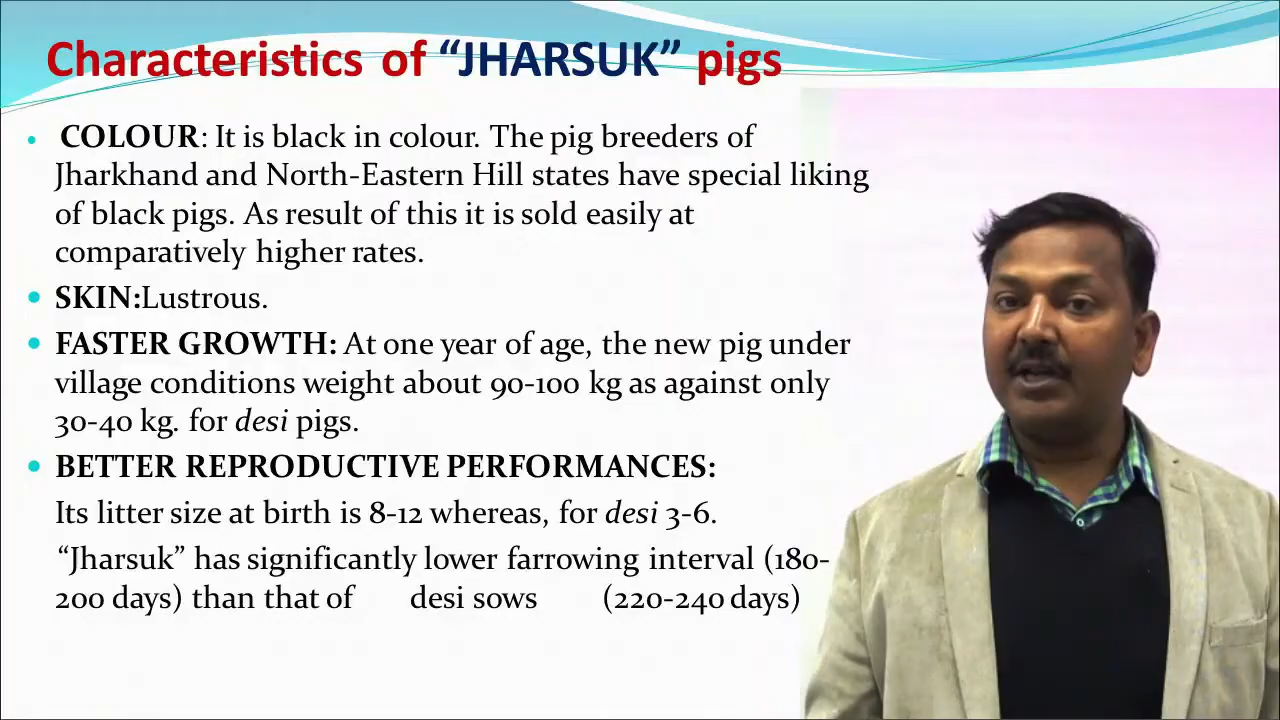 Characteristics of “JHARSUK” pigs
• COLOUR: It is black in colour. The pig breeders of
Jharkhand and North-Eastern Hill states have special liking
of black pigs. As result of this it is sold easily at
comparatively higher rates.
• SKIN:Lustrous.
• FASTER GROWTH: At one year of age, the new pig under
village conditions weight about 90-100 kg as against only
30-40 kg. for desi pigs.
• BETTER REPRODUCTIVE PERFORMANCES:
Its litter size at birth is 8-12 whereas, for desi 3-6.
“Jharsuk” has significantly lower farrowing interval (180-
200 days) than that of desi sows (220-240 days)